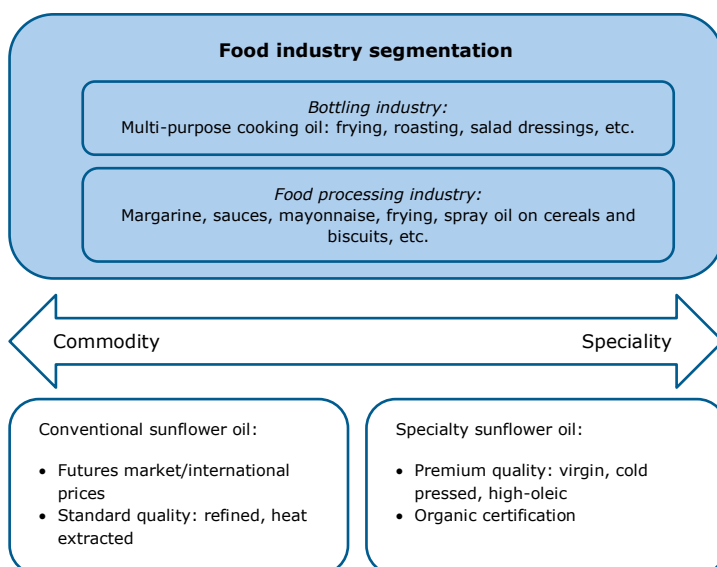 Food industry segmentation
Bottling industry:
Multi-purpose cooking oil: frying, roasting, salad dressings, etc.
Food processing industry:
Margarine, sauces, mayonnaise, frying, spray oil on cereals and
biscuits, etc.
Commodity
Speciality
Conventional sunflower oil:
• Futures market/international
prices
• Standard quality: refined, heat
extracted
Specialty sunflower oil:
• Premium quality: virgin, cold
pressed, high-oleic
• Organic certification